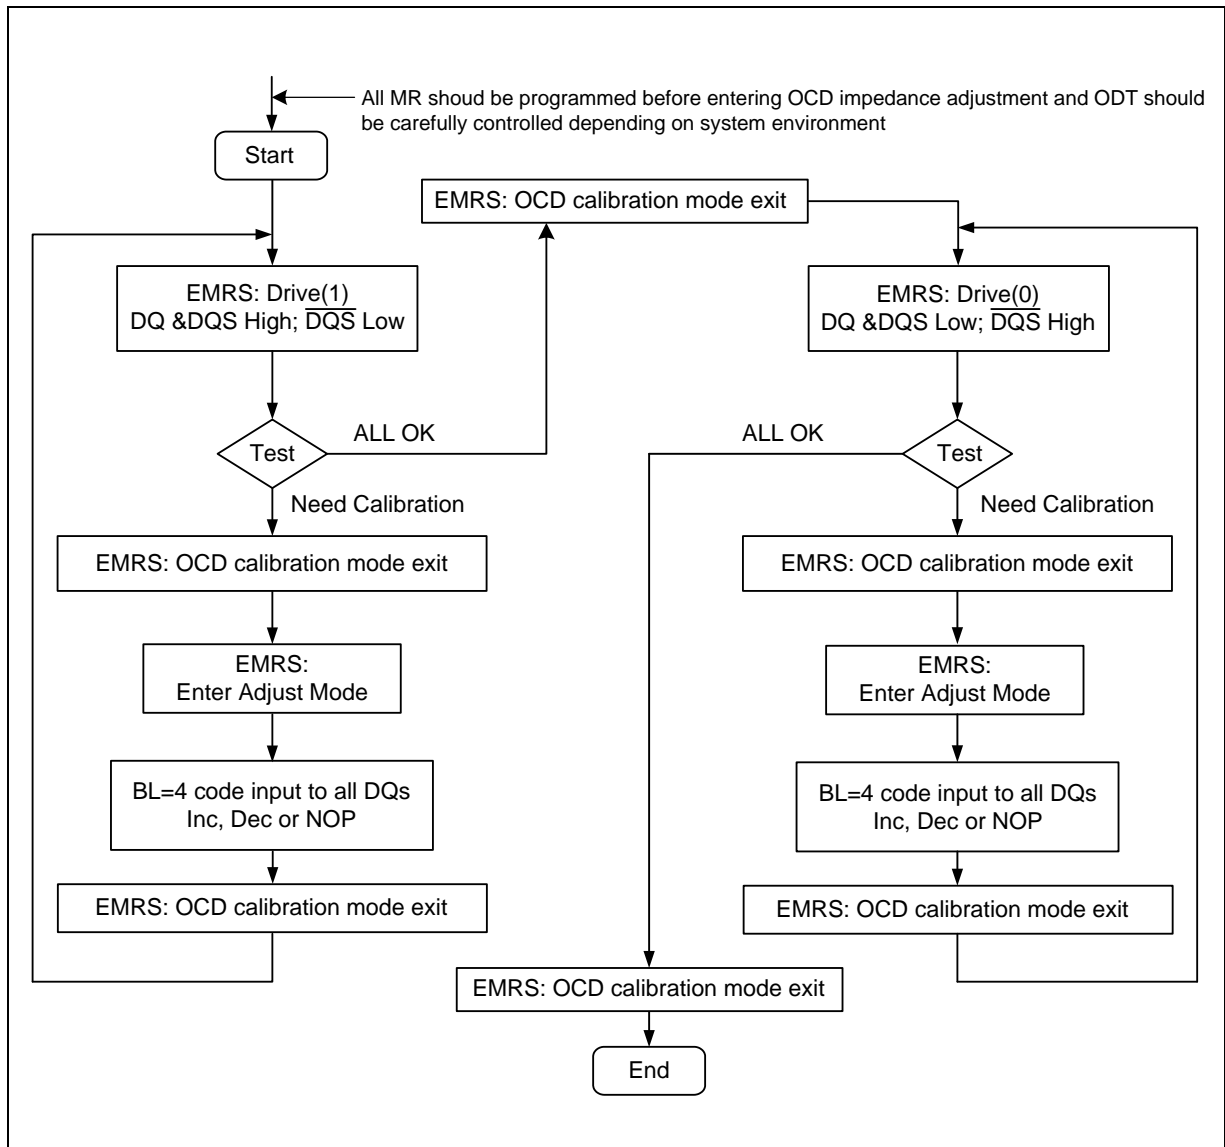 All MR shoud be programmed before entering OCD impedance adjustment and ODT should
be carefully controlled depending on system environment
Start
EMRS: OCD calibration mode exit
EMRS: Drive(1)
DQ &DQS High; D̅Q̅S̅ Low
Test
ALL OK
Need Calibration
EMRS: OCD calibration mode exit
EMRS:
Enter Adjust Mode
BL=4 code input to all DQs
Inc, Dec or NOP
EMRS: OCD calibration mode exit
EMRS: Drive(0)
DQ &DQS Low; D̅Q̅S̅ High
Test
ALL OK
Need Calibration
EMRS: OCD calibration mode exit
EMRS:
Enter Adjust Mode
BL=4 code input to all DQs
Inc, Dec or NOP
EMRS: OCD calibration mode exit
EMRS: OCD calibration mode exit
End